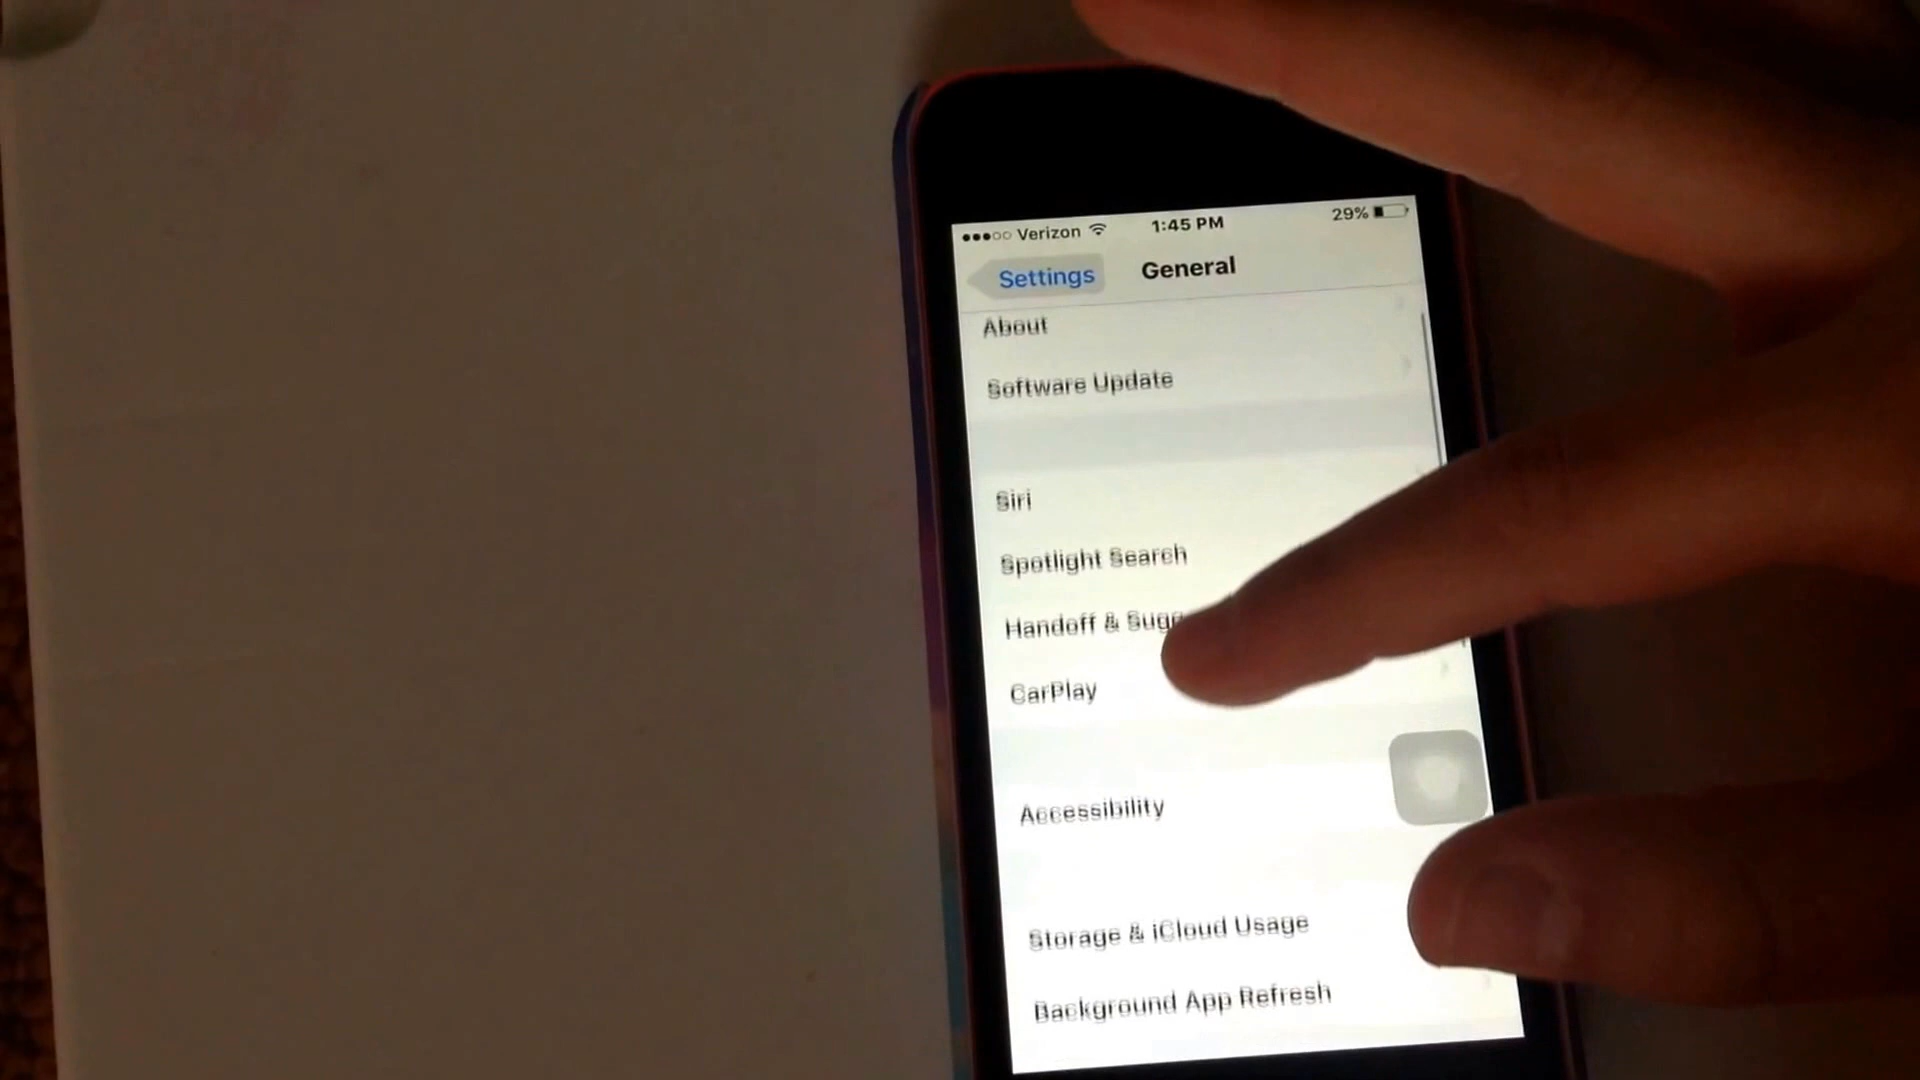 Verizon 1:45 PM 29%
Settings General
About
Software Update
Siri
Spotlight Search
Handoff & Sugg
CarPlay
Accessibility
Storage & iCloud Usage
Background App Refresh